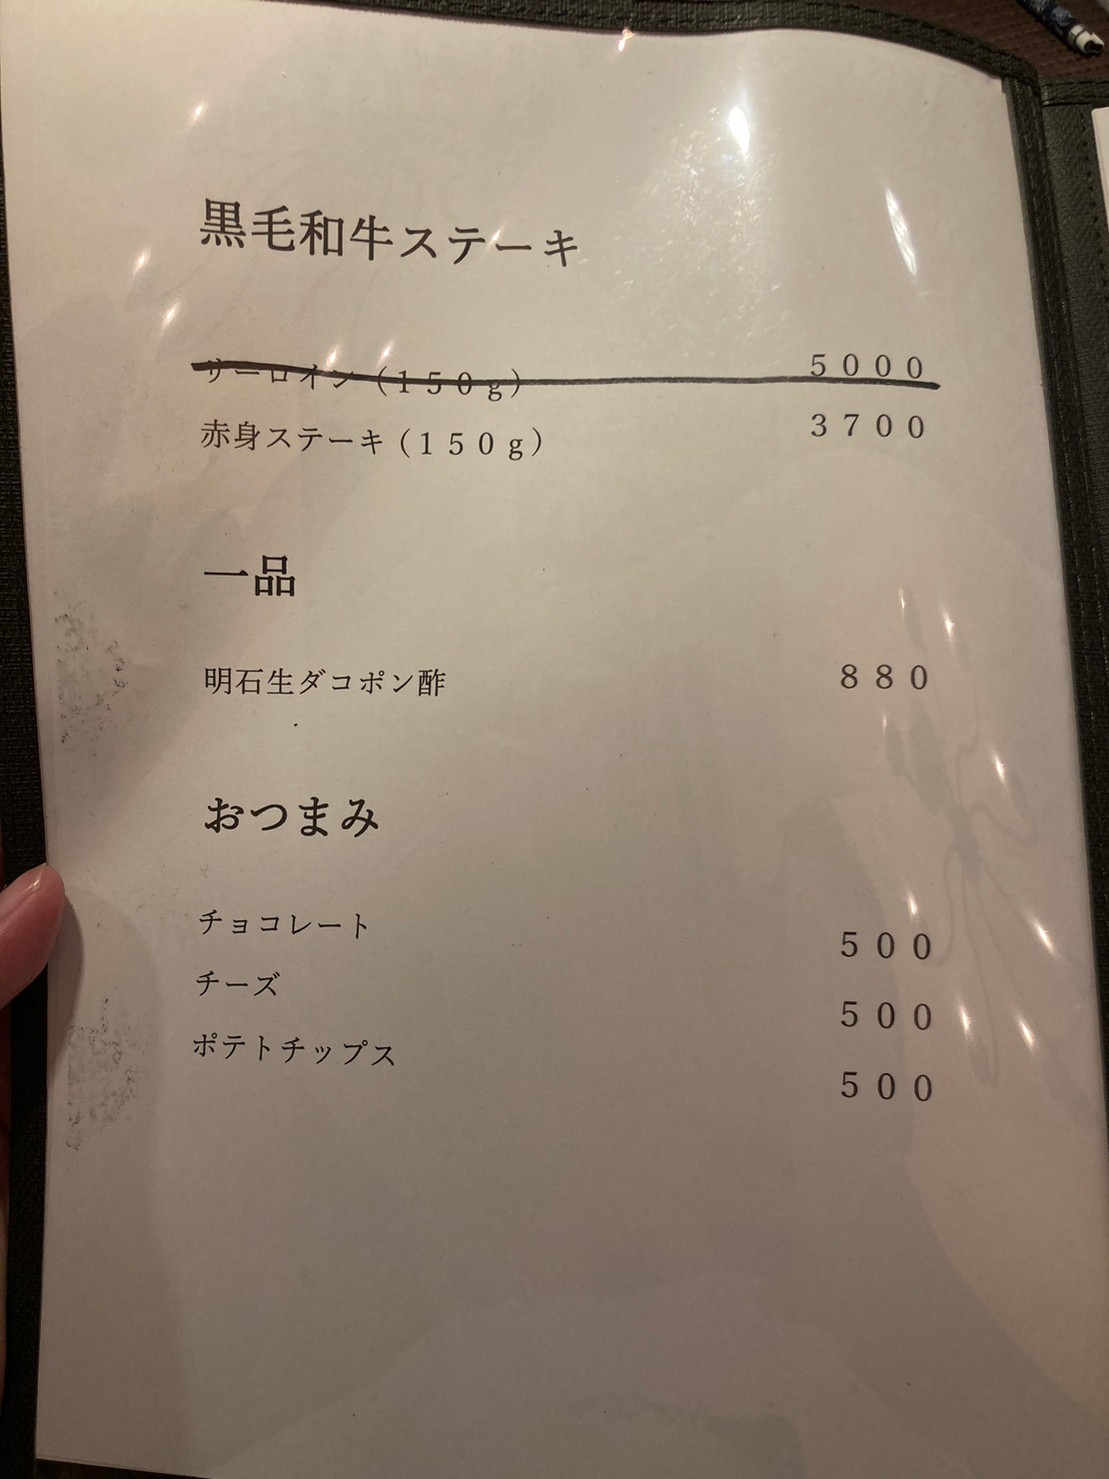 黒毛和牛ステーキ
サーロイン（１５０ｇ） ５０００
赤身ステーキ（１５０ｇ） ３７００
一品
明石生ダコポン酢 ８８０
おつまみ
チョコレート ５００
チーズ ５００
ポテトチップス ５００